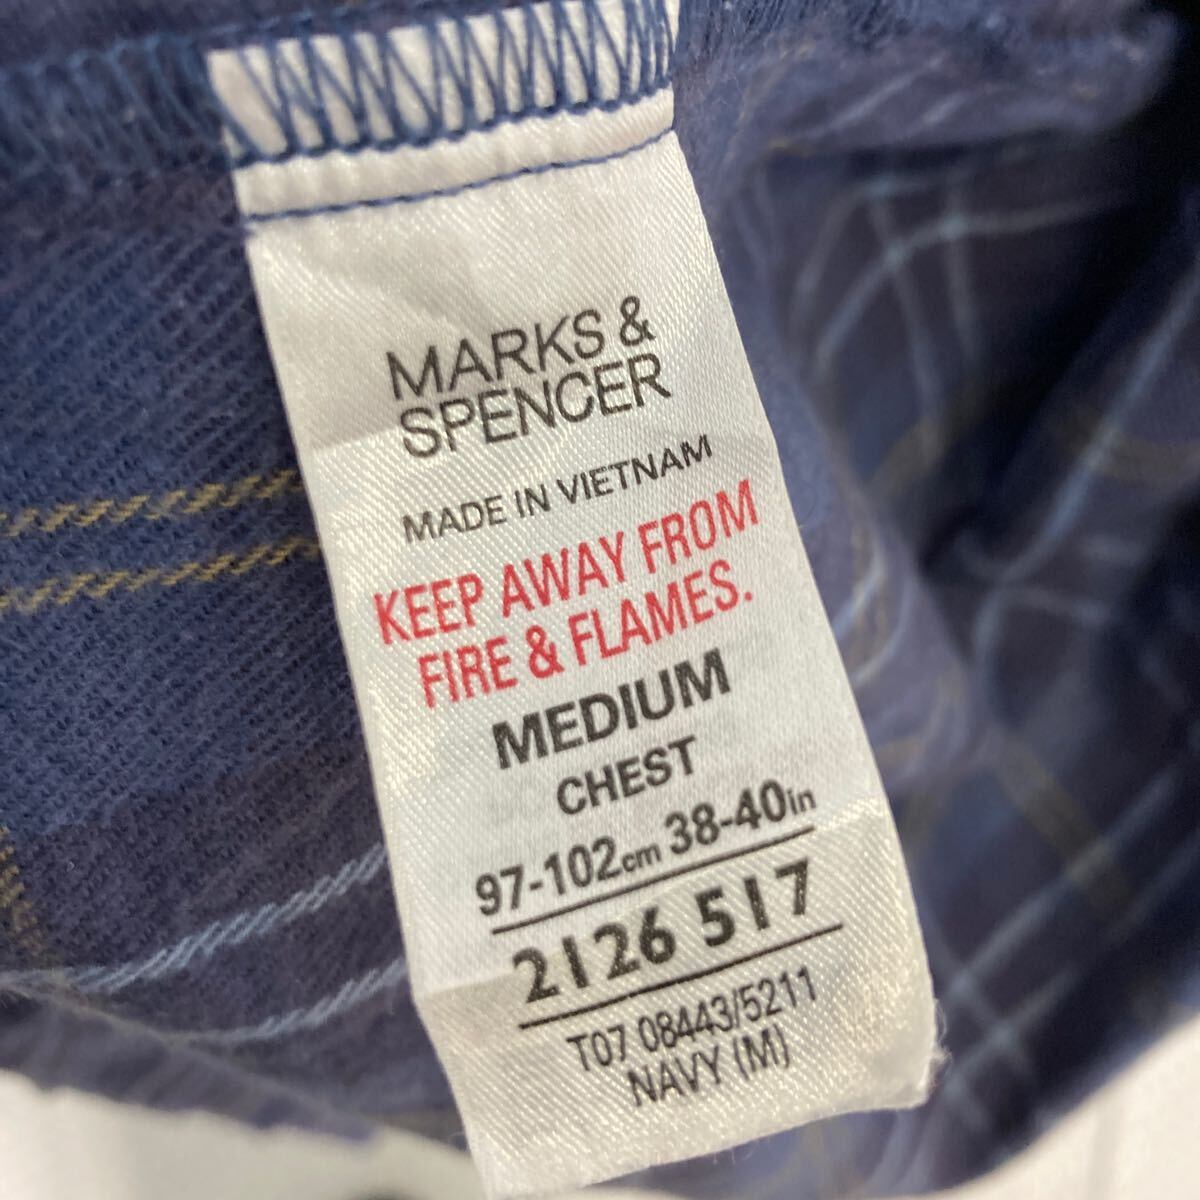 MARKS &
SPENCER
MADE IN VIETNAM
KEEP AWAY FROM
FIRE & FLAMES.
MEDIUM
CHEST
97-102cm 38-40in
2126 517
T07 08443/5211
NAVY (M)